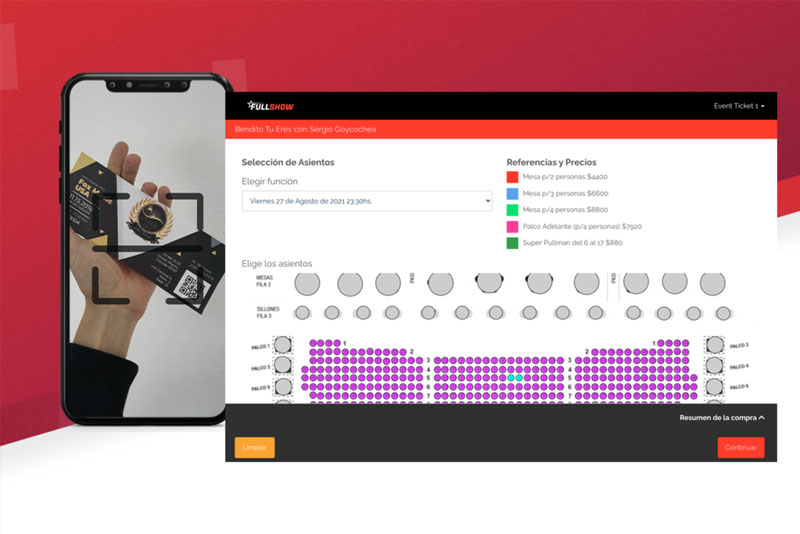 FULLSHOW
Event Ticket 1
Bendito Tu Eres con Sergio Goycochea
Selección de Asientos
Elegir función
Viernes 27 de Agosto de 2021 23:30hs.
Referencias y Precios
Mesa p/2 personas $4400
Mesa p/3 personas $6600
Mesa p/4 personas $8800
Palco Adelante (p/4 personas) $7920
Super Pullman del 6 al 17 $880
Elige los asientos
MESAS
FILA 2
SILLONES
FILA 3
PALCO 1
PALCO 3
PALCO 5
1
2
3
4
5
6
7
3
4
5
6
7
1
2
PALCO 2
PALCO 4
PALCO 6
Resumen de la compra
Limpiar
Continuar
Fox Music
USA